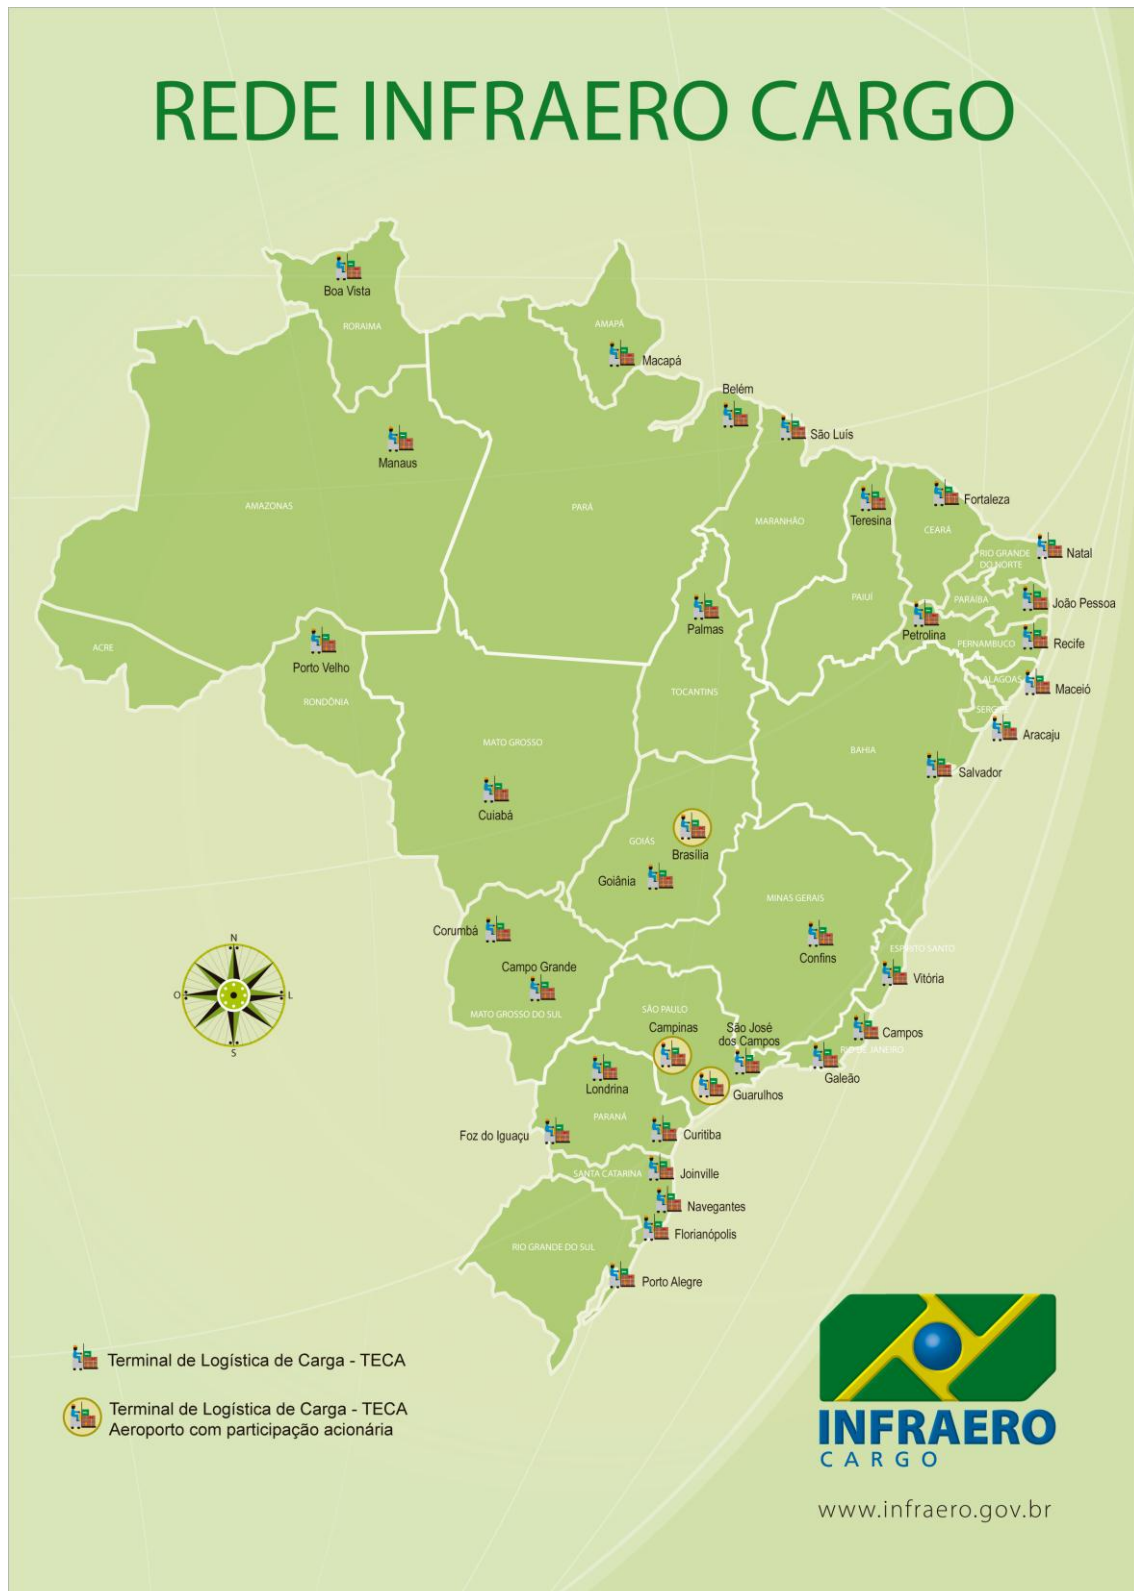 REDE INFRAERO CARGO
Boa Vista
RORAIMA
AMAPÁ
Macapá
Belém
São Luís
Manaus
AMAZONAS
PARÁ
MARANHÃO
Teresina
Fortaleza
CEARÁ
Natal
RIO GRANDE
DO NORTE
PAIUÍ
PARAÍBA
João Pessoa
Palmas
Petrolina
PERNAMBUCO
Recife
ACRE
Porto Velho
RONDÔNIA
TOCANTINS
ALAGOAS
Maceió
SERGIPE
Aracaju
MATO GROSSO
BAHIA
Salvador
Cuiabá
GOIÁS
Brasília
Goiânia
MINAS GERAIS
Corumbá
Confins
ESPÍRITO SANTO
Vitória
Campo Grande
MATO GROSSO DO SUL
SÃO PAULO
Campinas
São José
dos Campos
Campos
RIO DE JANEIRO
Galeão
Guarulhos
Londrina
PARANÁ
Foz do Iguaçu
Curitiba
SANTA CATARINA
Joinville
Navegantes
Florianópolis
RIO GRANDE DO SUL
Porto Alegre
N
O
L
S
Terminal de Logística de Carga - TECA
Terminal de Logística de Carga - TECA
Aeroporto com participação acionária
INFRAERO
CARGO
www.infraero.gov.br